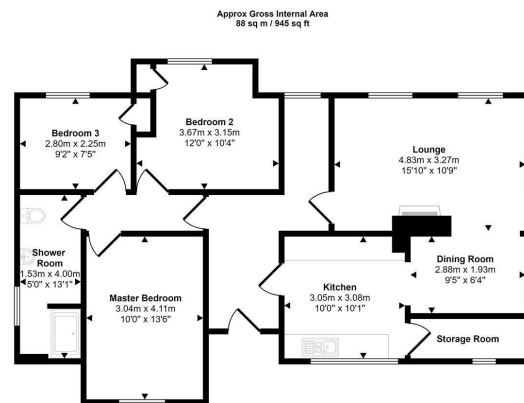 Approx Gross Internal Area
88 sq m / 945 sq ft
Bedroom 2
3.67m x 3.15m
12'0" x 10'4"
Bedroom 3
2.80m x 2.25m
9'2" x 7'5"
Lounge
4.83m x 3.27m
15'10" x 10'9"
Shower
Room
1.53m x 4.00m
5'0" x 13'1"
Master Bedroom
3.04m x 4.11m
10'0" x 13'6"
Kitchen
3.05m x 3.08m
10'0" x 10'1"
Dining Room
2.88m x 1.93m
9'5" x 6'4"
Storage Room